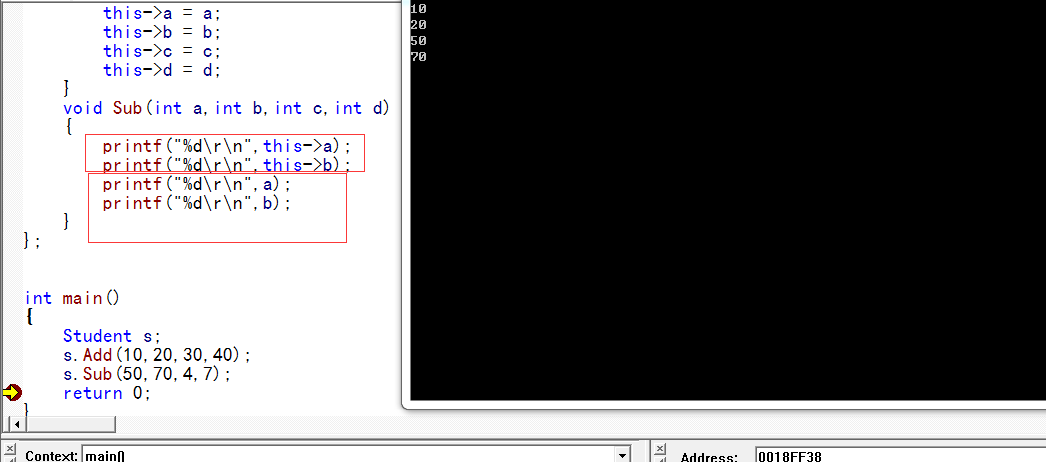 this->a = a;
this->b = b;
this->c = c;
this->d = d;
}
void Sub(int a,int b,int c,int d)
{
printf("%d\r\n",this->a);
printf("%d\r\n",this->b);
printf("%d\r\n",a);
printf("%d\r\n",b);
}
};
int main()
{
Student s;
s.Add(10,20,30,40);
s.Sub(50,70,4,7);
return 0;
}
10
20
50
70
Context: main()
Address: 0018FF38